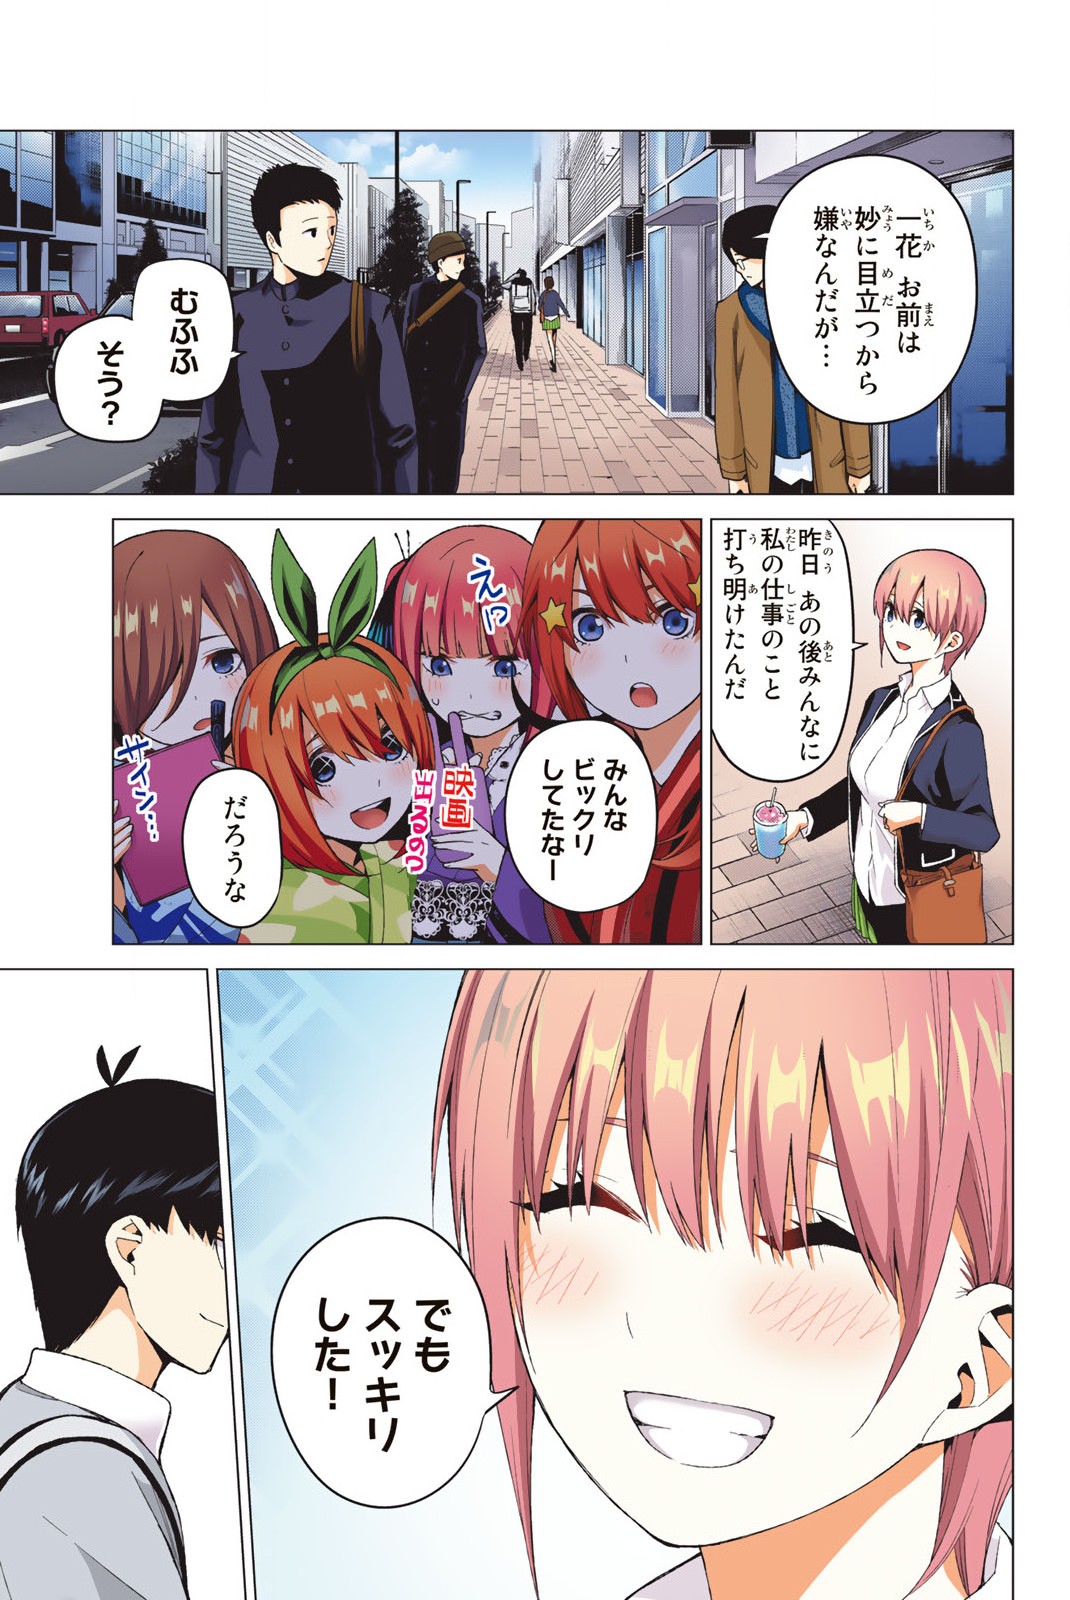 一花 お前は
妙に目立つから
嫌なんだが…
むふふ
そう？
昨日 あの後みんなに
私の仕事のこと
打ち明けたんだ
えっ!?
みんな
ビックリ
してたなー
映画
出るの?
だろうな
サイン…
でも
スッキリ
した！